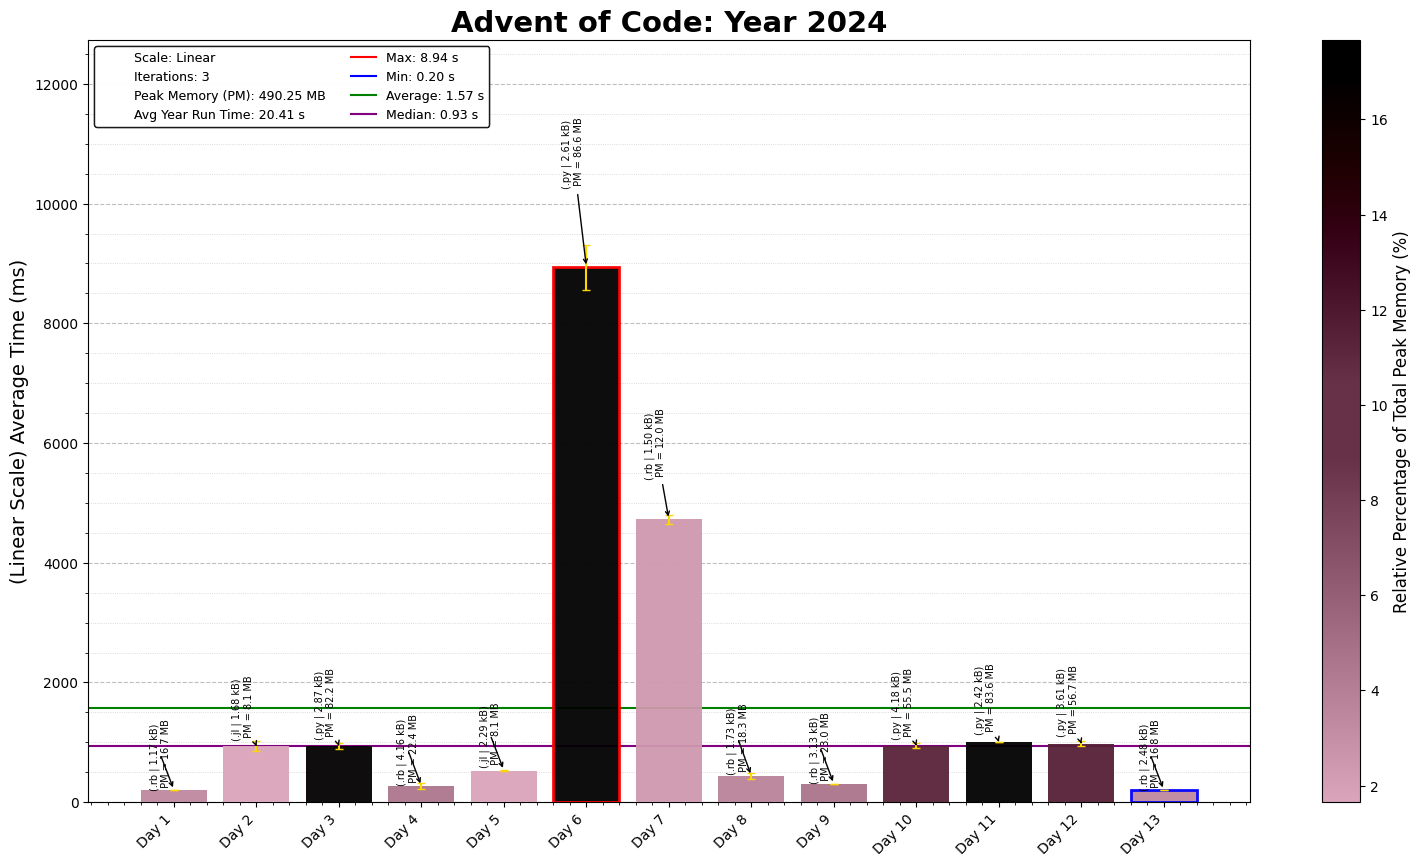 Advent of Code: Year 2024
Scale: Linear
Iterations: 3
Peak Memory (PM): 490.25 MB
Avg Year Run Time: 20.41 s
Max: 8.94 s
Min: 0.20 s
Average: 1.57 s
Median: 0.93 s
(Linear Scale) Average Time (ms)
12000
10000
8000
6000
4000
2000
0
(.rb | 1.17 kB)
PM = 16.7 MB
(.jl | 1.68 kB)
PM = 8.1 MB
(.py | 2.87 kB)
PM = 82.2 MB
(.rb | 4.16 kB)
PM = 22.4 MB
(.jl | 2.29 kB)
PM = 8.1 MB
(.py | 2.61 kB)
PM = 86.6 MB
(.rb | 1.50 kB)
PM = 12.0 MB
(.rb | 1.73 kB)
PM = 18.3 MB
(.rb | 3.13 kB)
PM = 23.0 MB
(.py | 4.18 kB)
PM = 55.5 MB
(.py | 2.42 kB)
PM = 83.6 MB
(.py | 3.61 kB)
PM = 56.7 MB
(.rb | 2.48 kB)
PM = 16.8 MB
Day 1
Day 2
Day 3
Day 4
Day 5
Day 6
Day 7
Day 8
Day 9
Day 10
Day 11
Day 12
Day 13
16
14
12
10
8
6
4
2
Relative Percentage of Total Peak Memory (%)